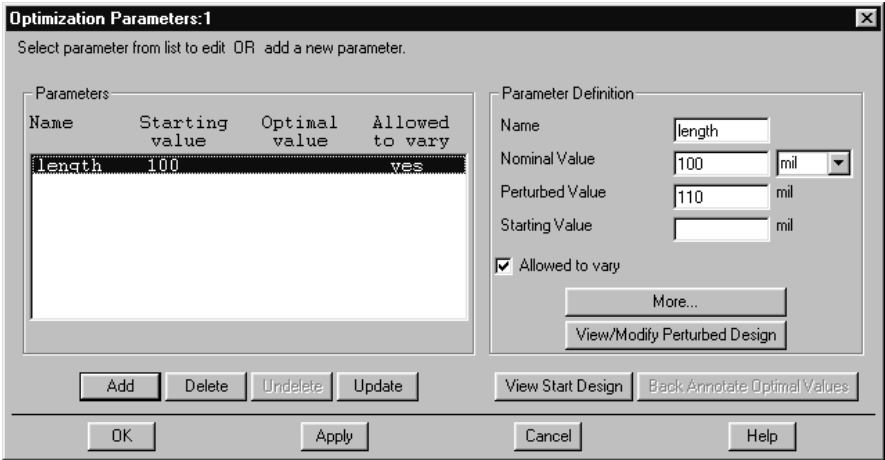 Optimization Parameters:1
Select parameter from list to edit OR add a new parameter.
Parameters
Name Starting value Optimal value Allowed to vary
length 100 yes
Parameter Definition
Name length
Nominal Value 100 mil
Perturbed Value 110 mil
Starting Value mil
Allowed to vary
More...
View/Modify Perturbed Design
Add Delete Undelete Update
View Start Design Back Annotate Optimal Values
OK Apply Cancel Help